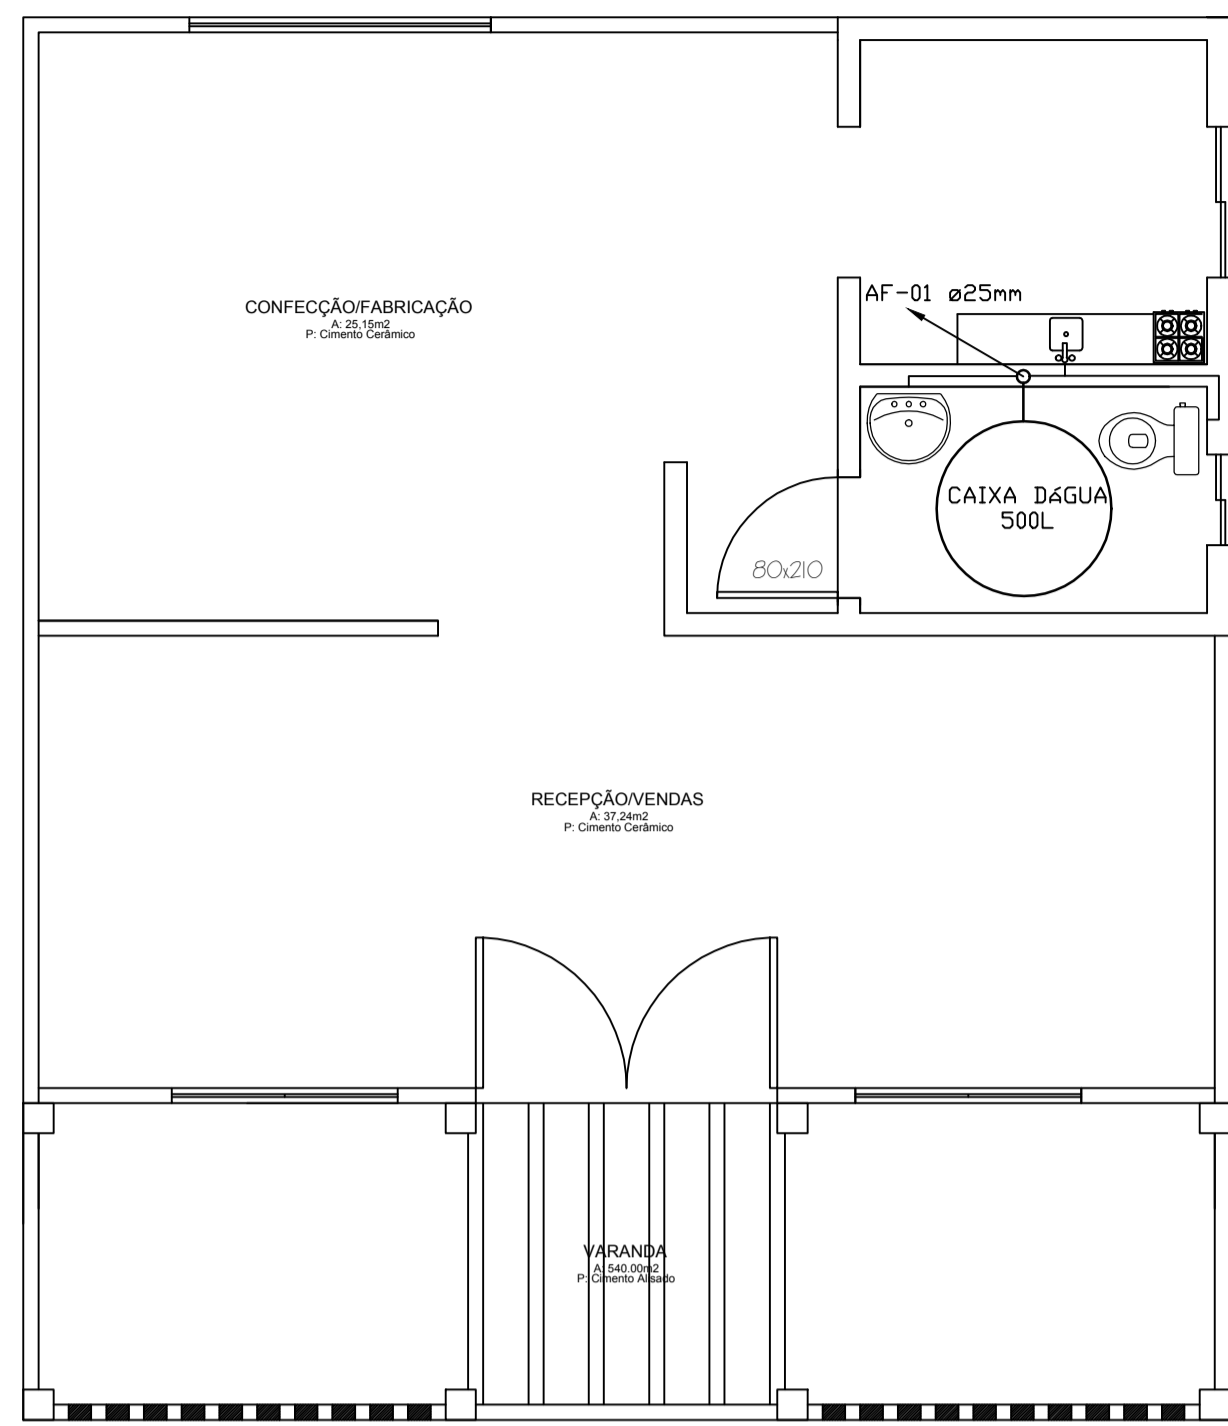 AF-01 ø25mm
CONFECÇÃO/FABRICAÇÃO
A: 25,15m2
P: Cimento Cerâmico
CAIXA DáGUA
500L
80x210
RECEPÇÃO/VENDAS
A: 37,24m2
P: Cimento Cerâmico
VARANDA
A: 540.00m2
P: Cimento Alisado